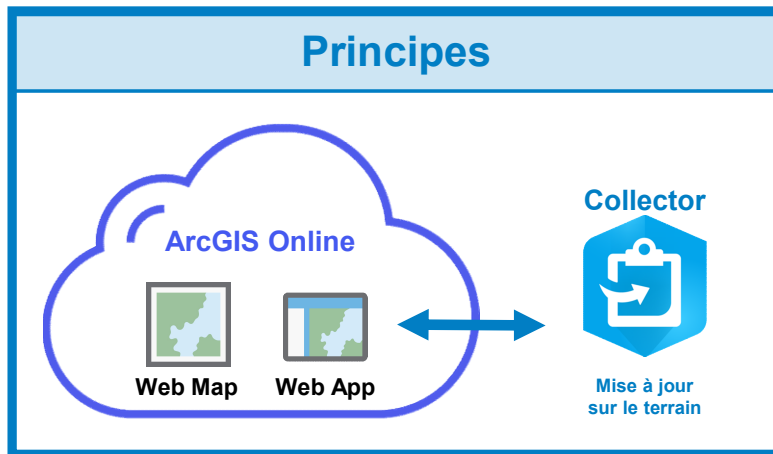 Principes
ArcGIS Online
Web Map
Web App
Collector
Mise à jour
sur le terrain